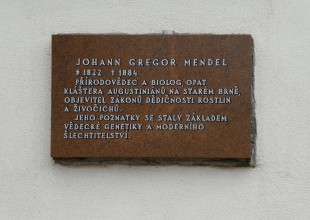 JOHANN GREGOR MENDEL
* 1822 † 1884
PŘÍRODOVĚDEC A BIOLOG, OPAT
KLÁŠTERA AUGUSTINIÁNŮ NA STARÉM BRNĚ,
OBJEVITEL ZÁKONŮ DĚDIČNOSTI ROSTLIN
A ŽIVOČICHŮ.
JEHO POZNATKY SE STALY ZÁKLADEM
VĚDECKÉ GENETIKY A MODERNÍHO
ŠLECHTITELSTVÍ.